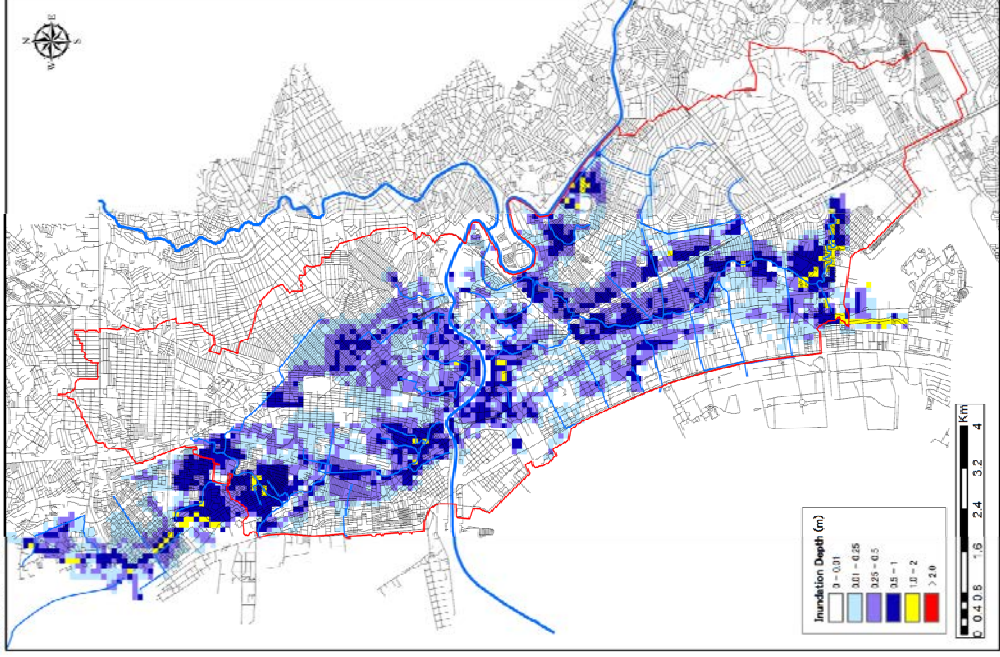 N
E
W
S
Inundation Depth (m)
0 - 0.01
0.01 - 0.25
0.25 - 0.5
0.5 - 1
1.0 - 2
> 2.0
0 0.4 0.8 1.6 2.4 3.2 4
Km